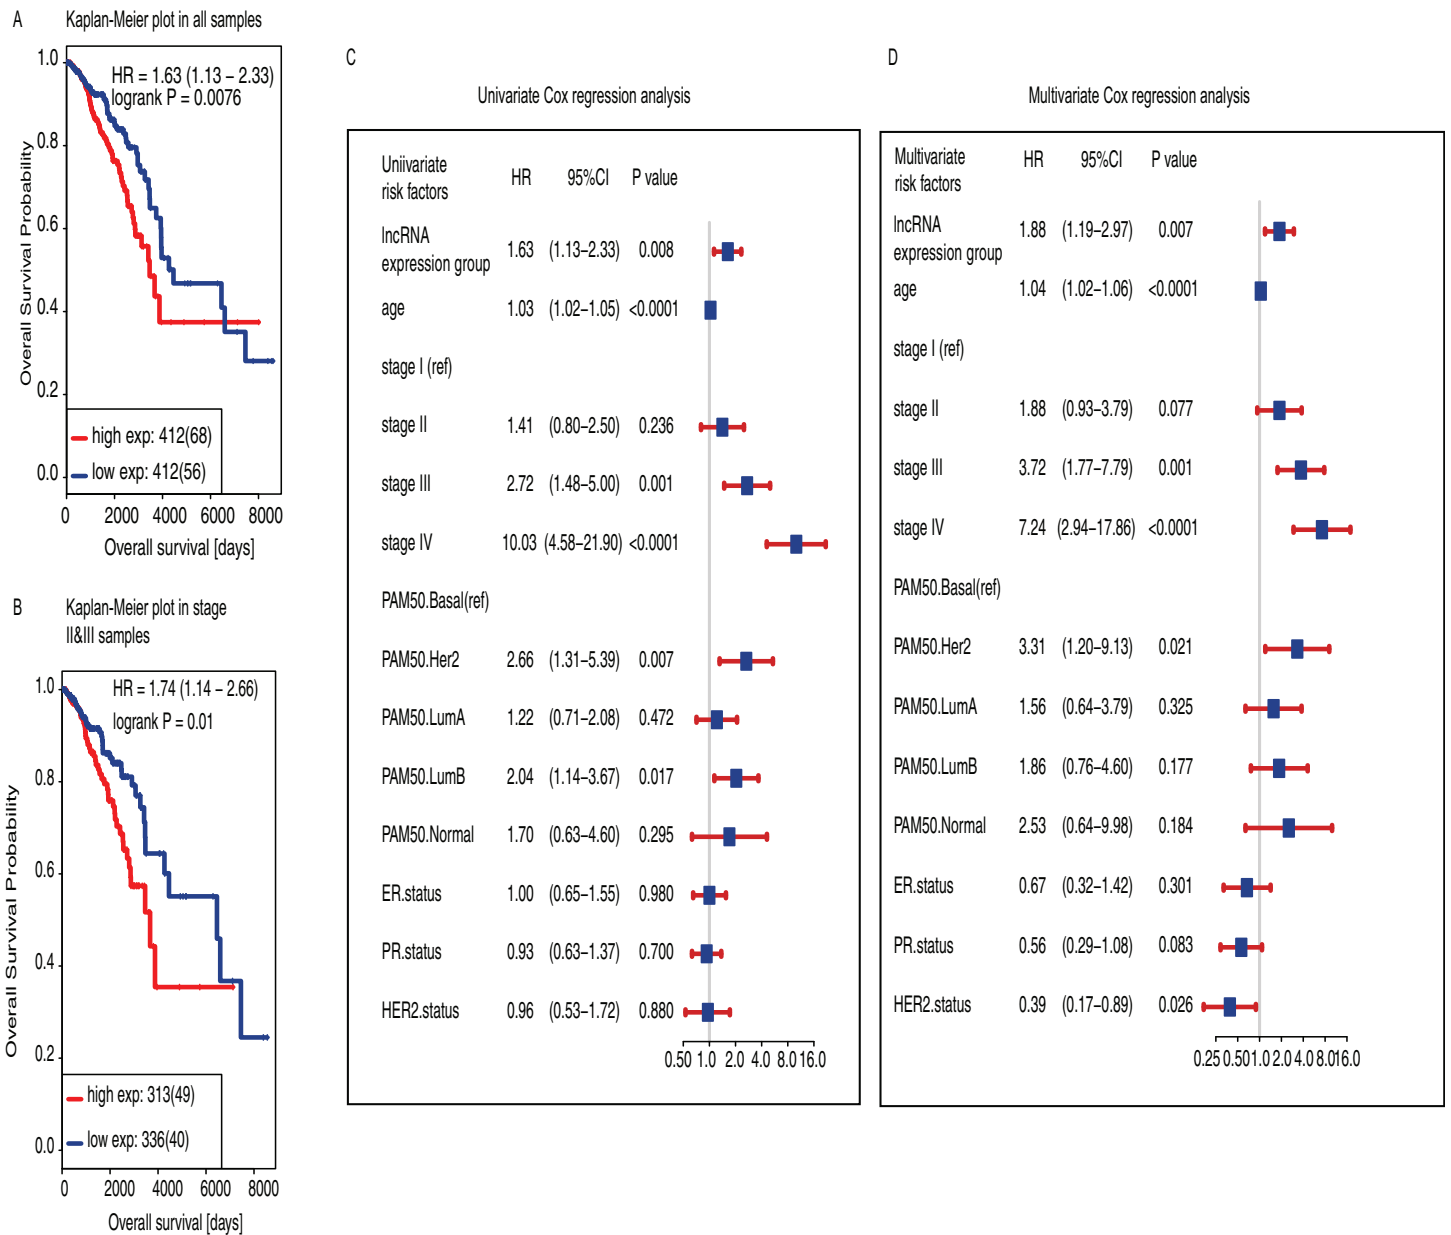 A
Kaplan-Meier plot in all samples
1.0
0.8
0.6
0.4
0.2
0.0
Overall Survival Probability
HR = 1.63 (1.13 – 2.33)
logrank P = 0.0076
high exp: 412(68)
low exp: 412(56)
0 2000 4000 6000 8000
Overall survival [days]
B
Kaplan-Meier plot in stage
II&III samples
1.0
0.8
0.6
0.4
0.2
0.0
Overall Survival Probability
HR = 1.74 (1.14 – 2.66)
logrank P = 0.01
high exp: 313(49)
low exp: 336(40)
0 2000 4000 6000 8000
Overall survival [days]
C
Univariate Cox regression analysis
Uniivariate
risk factors HR 95%CI P value
lncRNA
expression group 1.63 (1.13–2.33) 0.008
age 1.03 (1.02–1.05) <0.0001
stage I (ref)
stage II 1.41 (0.80–2.50) 0.236
stage III 2.72 (1.48–5.00) 0.001
stage IV 10.03 (4.58–21.90) <0.0001
PAM50.Basal(ref)
PAM50.Her2 2.66 (1.31–5.39) 0.007
PAM50.LumA 1.22 (0.71–2.08) 0.472
PAM50.LumB 2.04 (1.14–3.67) 0.017
PAM50.Normal 1.70 (0.63–4.60) 0.295
ER.status 1.00 (0.65–1.55) 0.980
PR.status 0.93 (0.63–1.37) 0.700
HER2.status 0.96 (0.53–1.72) 0.880
0.50 1.0 2.0 4.0 8.0 16.0
D
Multivariate Cox regression analysis
Multivariate
risk factors HR 95%CI P value
lncRNA
expression group 1.88 (1.19–2.97) 0.007
age 1.04 (1.02–1.06) <0.0001
stage I (ref)
stage II 1.88 (0.93–3.79) 0.077
stage III 3.72 (1.77–7.79) 0.001
stage IV 7.24 (2.94–17.86) <0.0001
PAM50.Basal(ref)
PAM50.Her2 3.31 (1.20–9.13) 0.021
PAM50.LumA 1.56 (0.64–3.79) 0.325
PAM50.LumB 1.86 (0.76–4.60) 0.177
PAM50.Normal 2.53 (0.64–9.98) 0.184
ER.status 0.67 (0.32–1.42) 0.301
PR.status 0.56 (0.29–1.08) 0.083
HER2.status 0.39 (0.17–0.89) 0.026
0.25 0.50 1.0 2.0 4.0 8.0 16.0